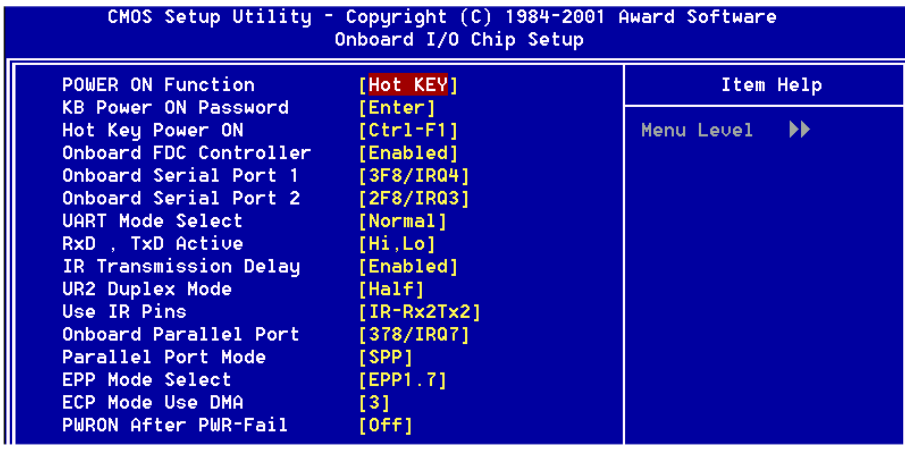 CMOS Setup Utility - Copyright (C) 1984-2001 Award Software
Onboard I/O Chip Setup
POWER ON Function [Hot KEY]
KB Power ON Password [Enter]
Hot Key Power ON [Ctrl-F1]
Onboard FDC Controller [Enabled]
Onboard Serial Port 1 [3F8/IRQ4]
Onboard Serial Port 2 [2F8/IRQ3]
UART Mode Select [Normal]
RxD , TxD Active [Hi,Lo]
IR Transmission Delay [Enabled]
UR2 Duplex Mode [Half]
Use IR Pins [IR-Rx2Tx2]
Onboard Parallel Port [378/IRQ7]
Parallel Port Mode [SPP]
EPP Mode Select [EPP1.7]
ECP Mode Use DMA [3]
PWRON After PWR-Fail [Off]
Item Help
Menu Level